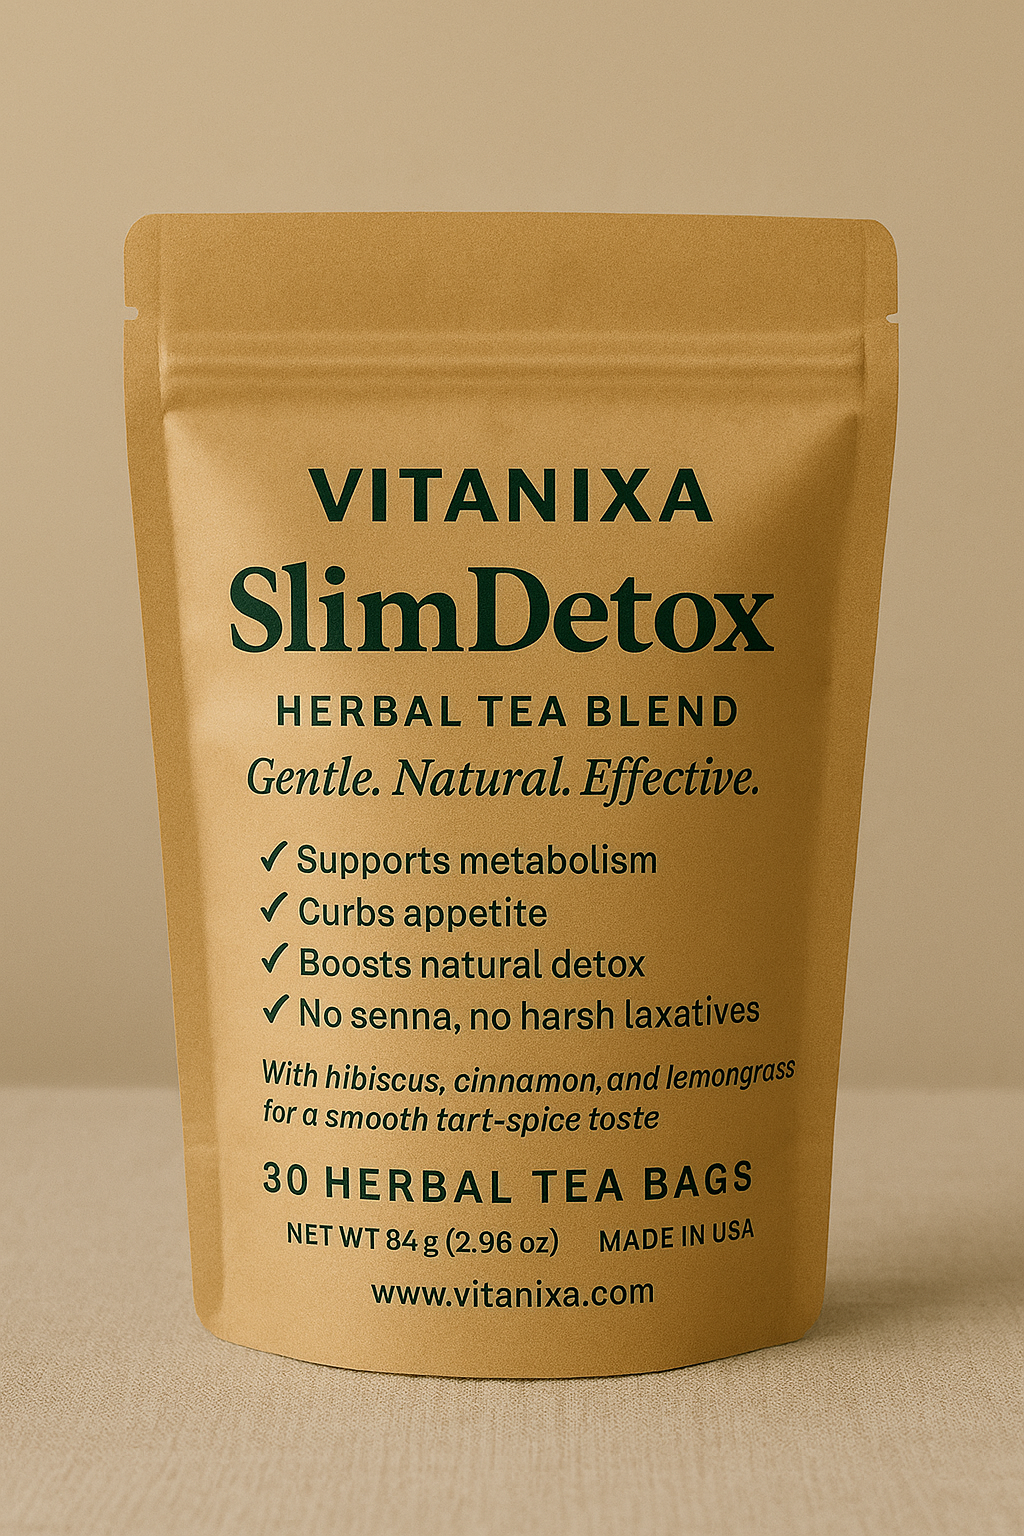 VITANIXA
SlimDetox
HERBAL TEA BLEND
Gentle. Natural. Effective.
✓ Supports metabolism
✓ Curbs appetite
✓ Boosts natural detox
✓ No senna, no harsh laxatives
With hibiscus, cinnamon, and lemongrass
for a smooth tart-spice toste
30 HERBAL TEA BAGS
NET WT 84 g (2.96 oz) MADE IN USA
www.vitanixa.com